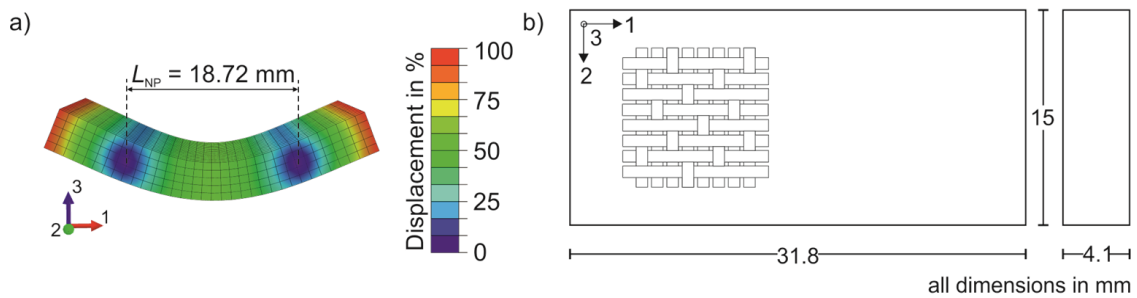 a)
L_NP = 18.72 mm
3
1
2
Displacement in %
100
75
50
25
0
b)
1
3
2
15
31.8
4.1
all dimensions in mm